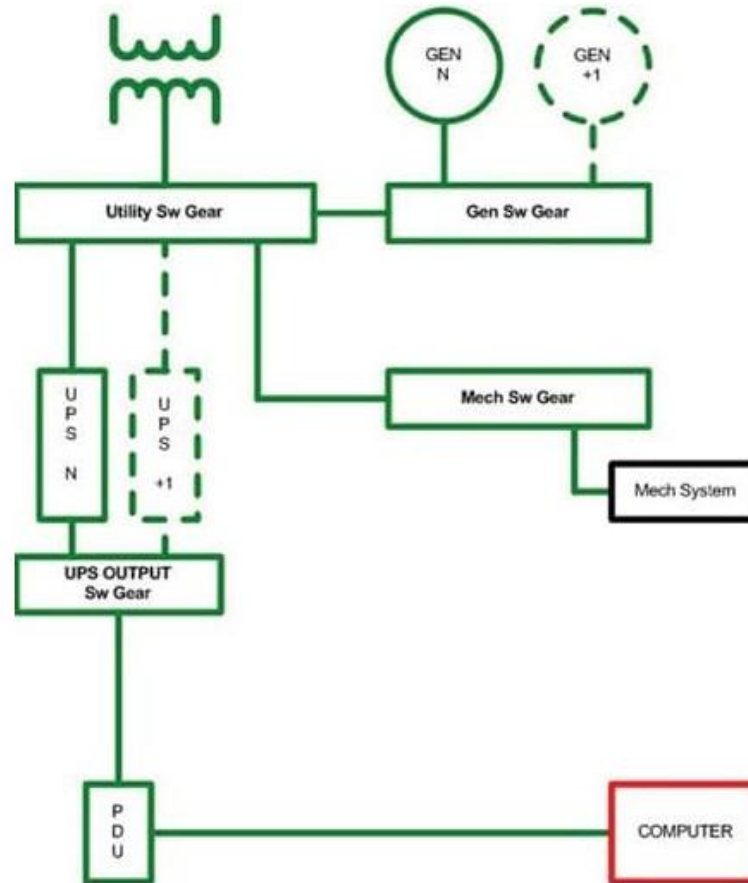 GEN
N
GEN
+1
Utility Sw Gear
Gen Sw Gear
U
P
S
N
U
P
S
+1
Mech Sw Gear
Mech System
UPS OUTPUT
Sw Gear
P
D
U
COMPUTER